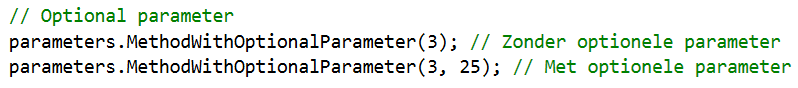 // Optional parameter
parameters.MethodWithOptionalParameter(3); // Zonder optionele parameter
parameters.MethodWithOptionalParameter(3, 25); // Met optionele parameter